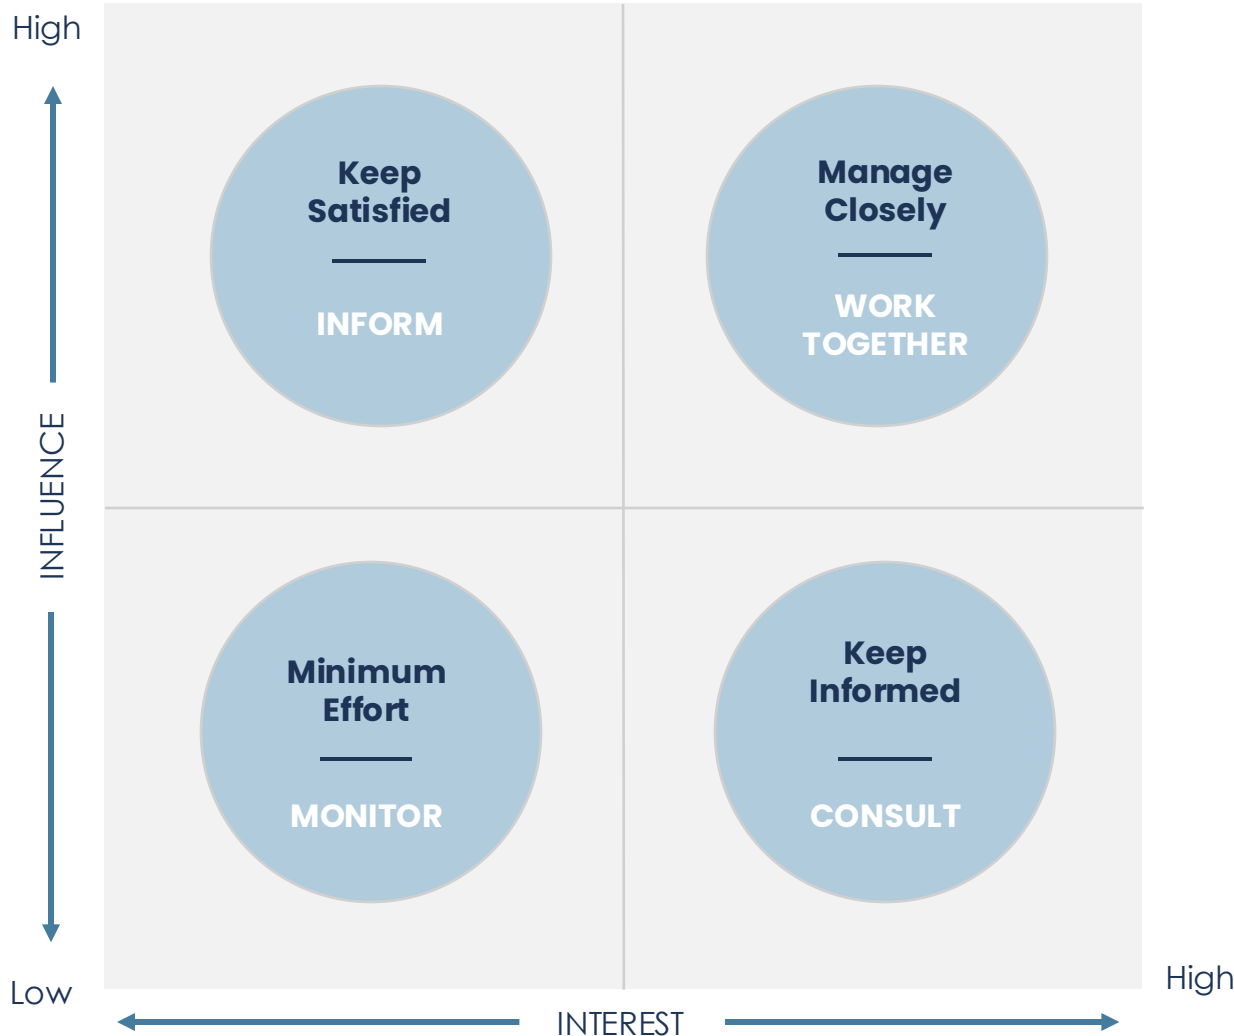 High
Keep
Satisfied
INFORM
Manage
Closely
WORK
TOGETHER
INFLUENCE
Minimum
Effort
MONITOR
Keep
Informed
CONSULT
Low
High
INTEREST